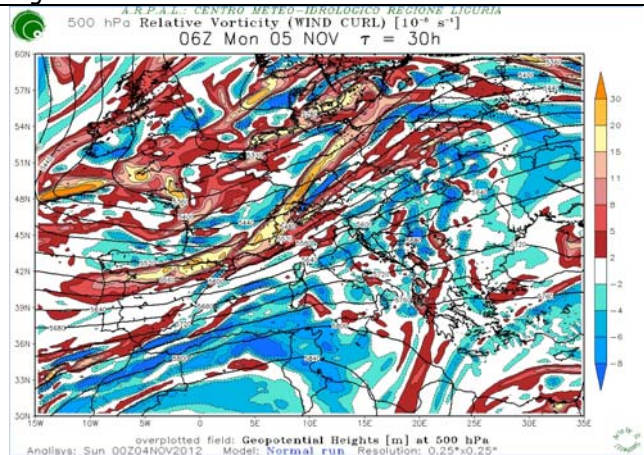 A.R.P.A.L.: CENTRO METEO-IDROLOGICO REGIONE LIGURIA
500 hPa Relative Vorticity (WIND CURL) [10⁻⁵ s⁻¹]
06Z Mon 05 NOV τ = 30h
60N
57N
54N
51N
48N
45N
42N
39N
36N
33N
30N
15W 10W 5W 0 5E 10E 15E 20E 25E 30E 35E
30
20
15
11
8
5
2
-2
-4
-6
-8
overplotted field: Geopotential Heights [m] at 500 hPa
Analisys: Sun 00Z04NOV2012 Model: Normal run Resolution: 0.25°x0.25°